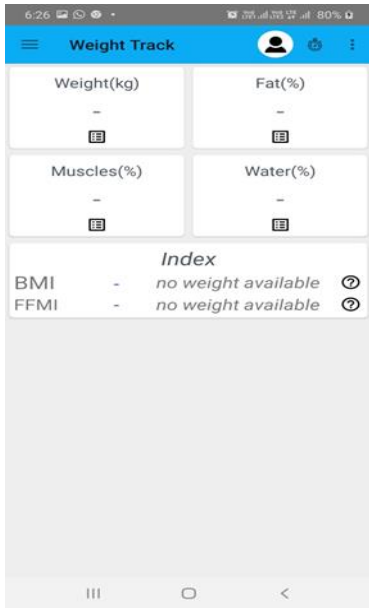 6:26 80%
Weight Track
Weight(kg) Fat(%)
- -
Muscles(%) Water(%)
- -
Index
BMI - no weight available
FFMI - no weight available